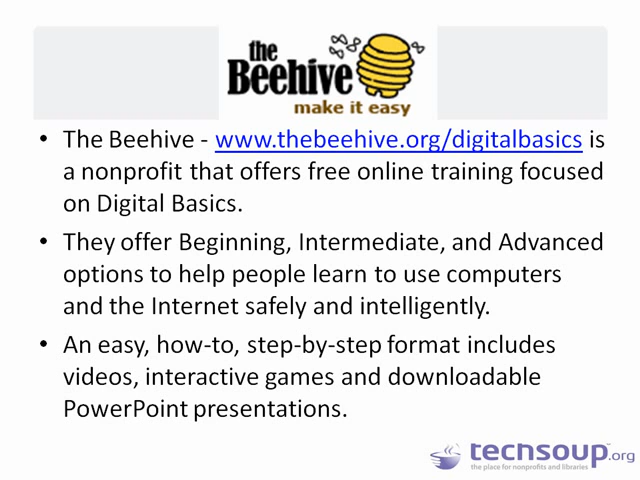 the
Beehive
make it easy
• The Beehive - www.thebeehive.org/digitalbasics is
a nonprofit that offers free online training focused
on Digital Basics.
• They offer Beginning, Intermediate, and Advanced
options to help people learn to use computers
and the Internet safely and intelligently.
• An easy, how-to, step-by-step format includes
videos, interactive games and downloadable
PowerPoint presentations.
techsoup.org
the place for nonprofits and libraries